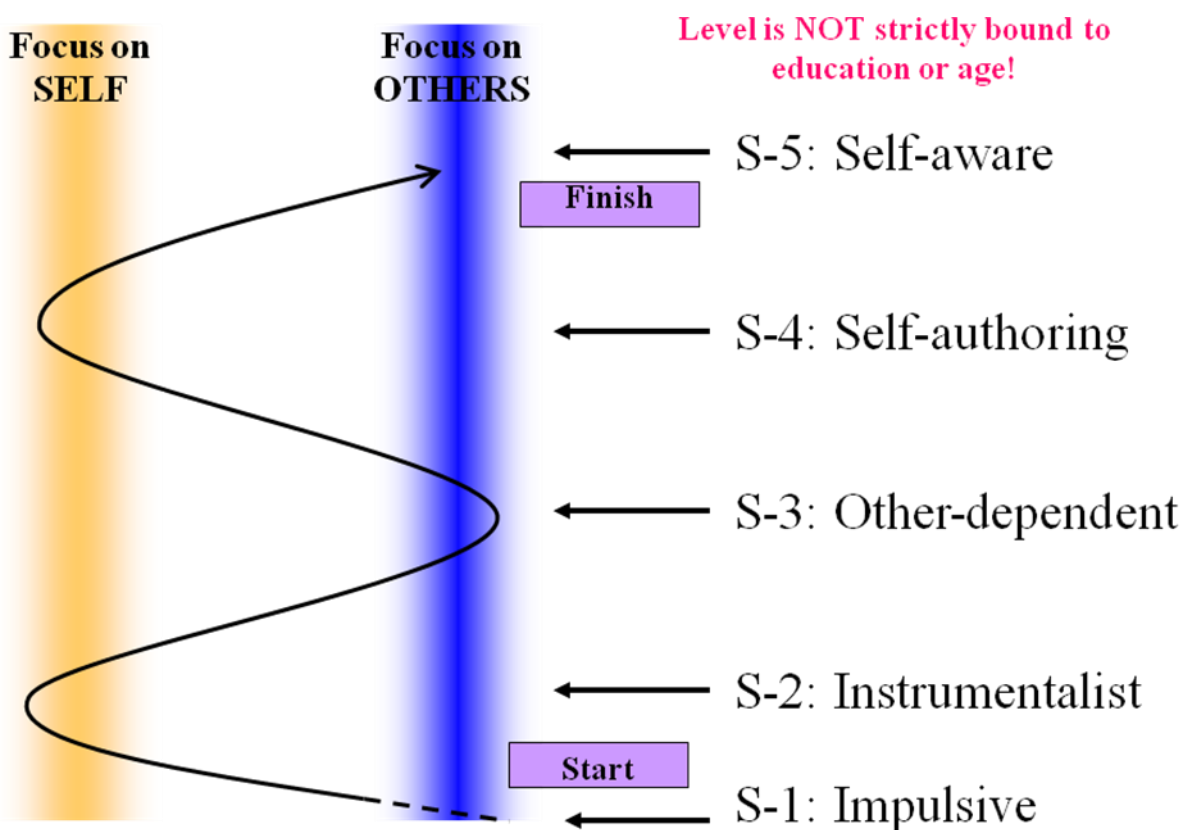 Focus on
SELF
Focus on
OTHERS
Level is NOT strictly bound to
education or age!
S-5: Self-aware
Finish
S-4: Self-authoring
S-3: Other-dependent
S-2: Instrumentalist
Start
S-1: Impulsive